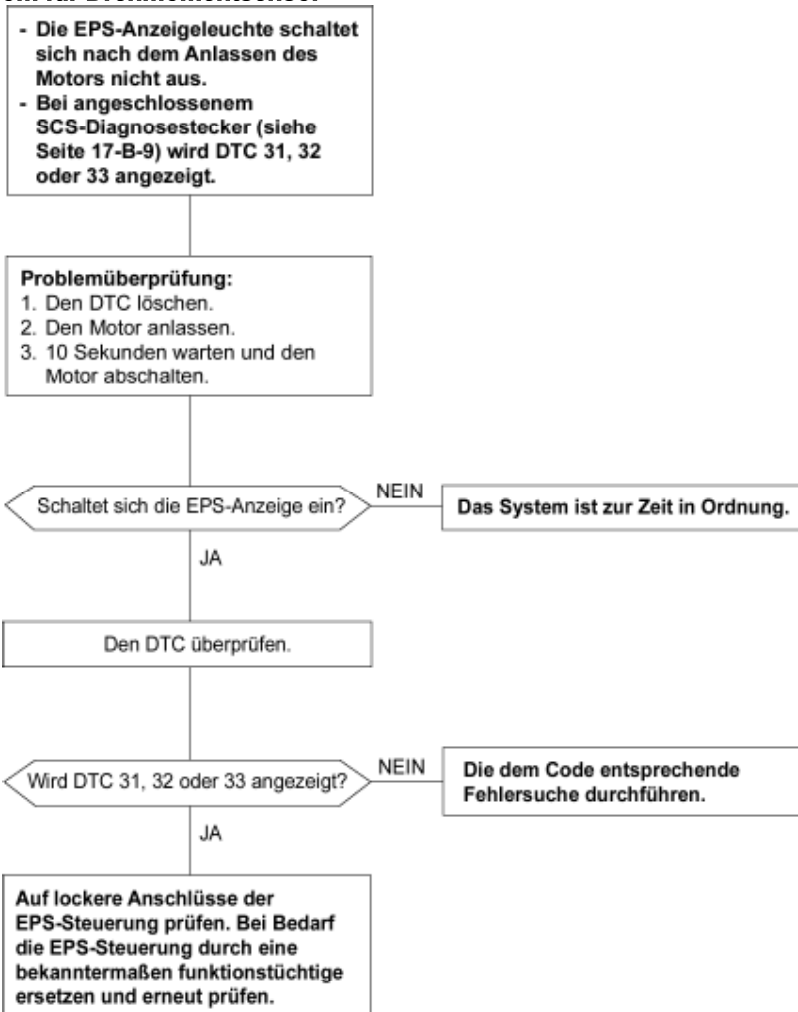 - Die EPS-Anzeigeleuchte schaltet
sich nach dem Anlassen des
Motors nicht aus.
- Bei angeschlossenem
SCS-Diagnosestecker (siehe
Seite 17-B-9) wird DTC 31, 32
oder 33 angezeigt.
Problemüberprüfung:
1. Den DTC löschen.
2. Den Motor anlassen.
3. 10 Sekunden warten und den
Motor abschalten.
Schaltet sich die EPS-Anzeige ein?
NEIN
Das System ist zur Zeit in Ordnung.
JA
Den DTC überprüfen.
Wird DTC 31, 32 oder 33 angezeigt?
NEIN
Die dem Code entsprechende
Fehlersuche durchführen.
JA
Auf lockere Anschlüsse der
EPS-Steuerung prüfen. Bei Bedarf
die EPS-Steuerung durch eine
bekanntermaßen funktionstüchtige
ersetzen und erneut prüfen.